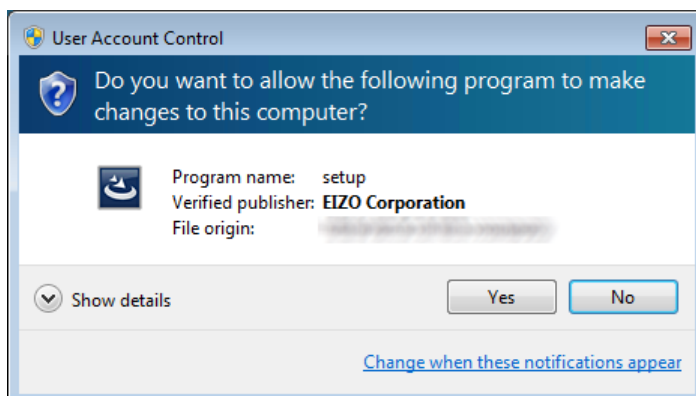 User Account Control
Do you want to allow the following program to make
changes to this computer?
Program name: setup
Verified publisher: EIZO Corporation
File origin:
Show details
Yes
No
Change when these notifications appear